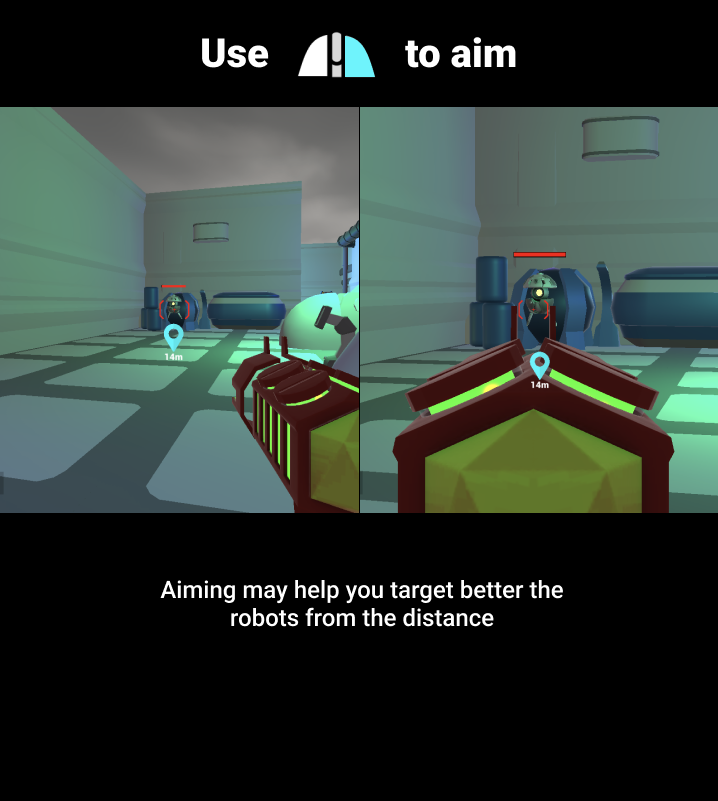 Use to aim
14m
14m
Aiming may help you target better the
robots from the distance